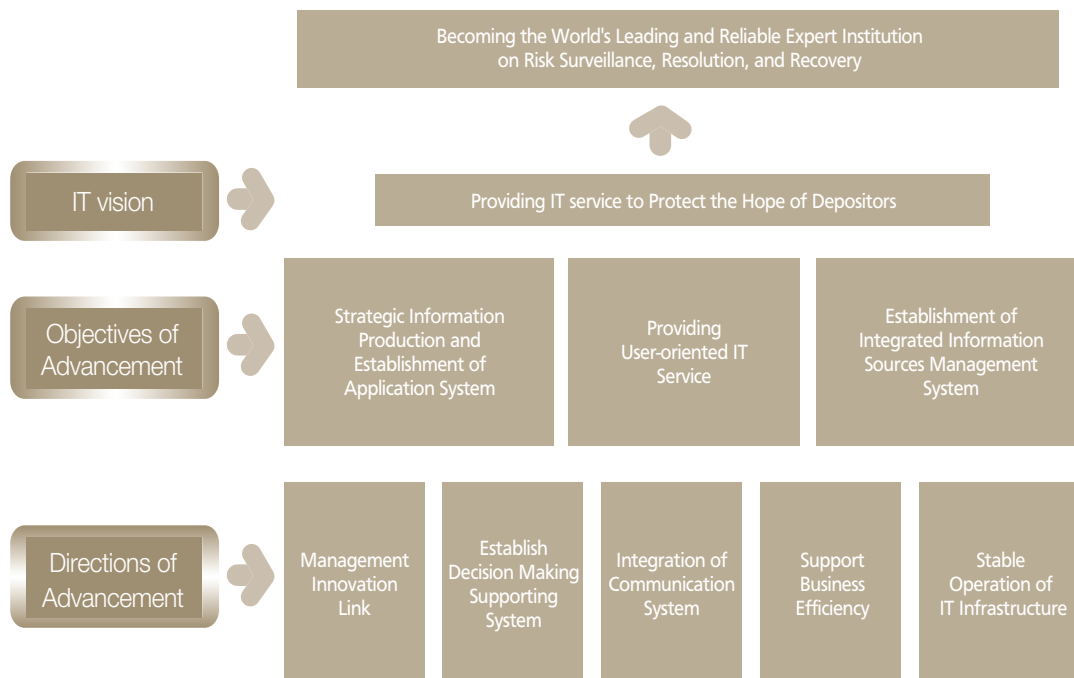 Becoming the World's Leading and Reliable Expert Institution
on Risk Surveillance, Resolution, and Recovery
IT vision
Providing IT service to Protect the Hope of Depositors
Objectives of
Advancement
Strategic Information
Production and
Establishment of
Application System
Providing
User-oriented IT
Service
Establishment of
Integrated Information
Sources Management
System
Directions of
Advancement
Management
Innovation
Link
Establish
Decision Making
Supporting
System
Integration of
Communication
System
Support
Business
Efficiency
Stable
Operation of
IT Infrastructure